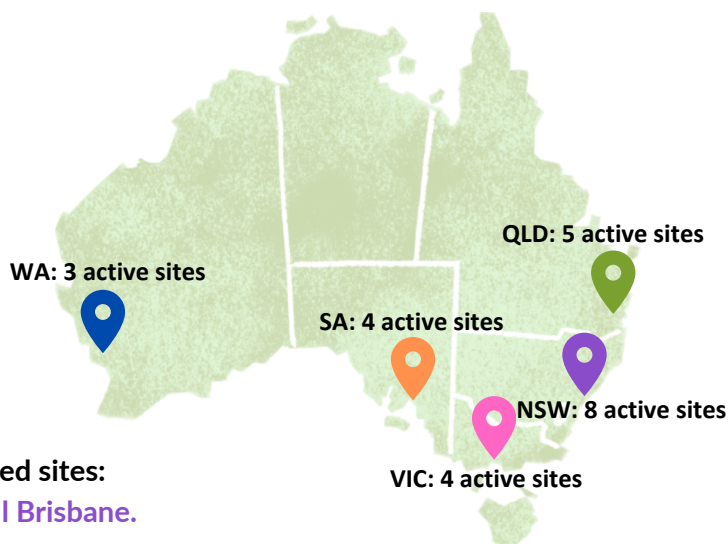 QLD: 5 active sites
WA: 3 active sites
SA: 4 active sites
NSW: 8 active sites
VIC: 4 active sites
ed sites:
l Brisbane.